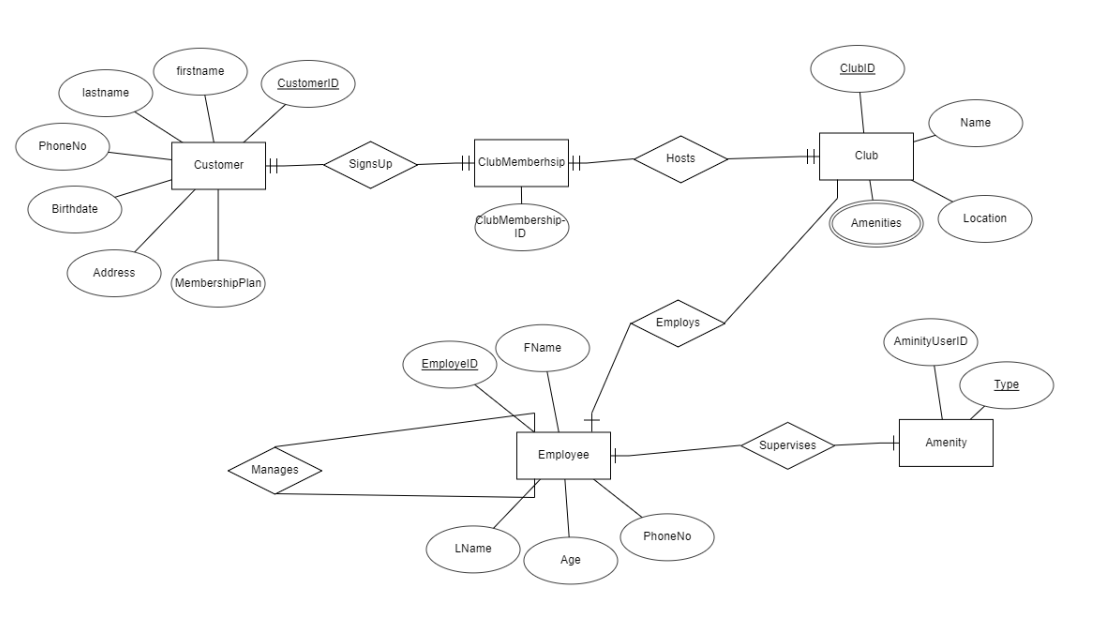 firstname
CustomerID
lastname
PhoneNo
Birthdate
Address
MembershipPlan
Customer
SignsUp
ClubMemberhsip
ClubMembership-
ID
Hosts
ClubID
Name
Club
Amenities
Location
Employs
EmployeID
FName
AminityUserID
Type
Manages
Employee
Supervises
Amenity
LName
Age
PhoneNo